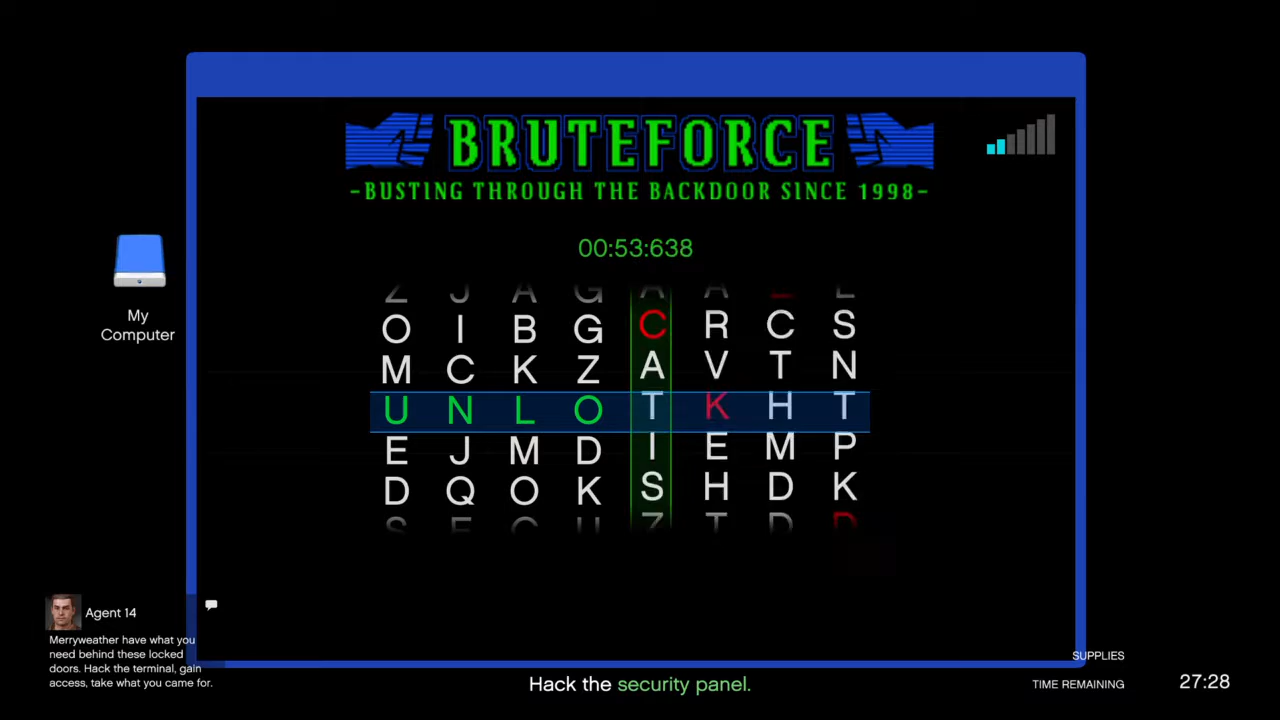 BRUTEFORCE
-BUSTING THROUGH THE BACKDOOR SINCE 1998-
00:53:638
Z J A G A A
O I B G C R C S
M C K Z A V T N
U N L O T K H T
E J M D I E M P
D Q O K S H D K
My
Computer
Agent 14
Merryweather have what you
need behind these locked
doors. Hack the terminal, gain
access, take what you came for.
Hack the security panel.
SUPPLIES
TIME REMAINING 27:28